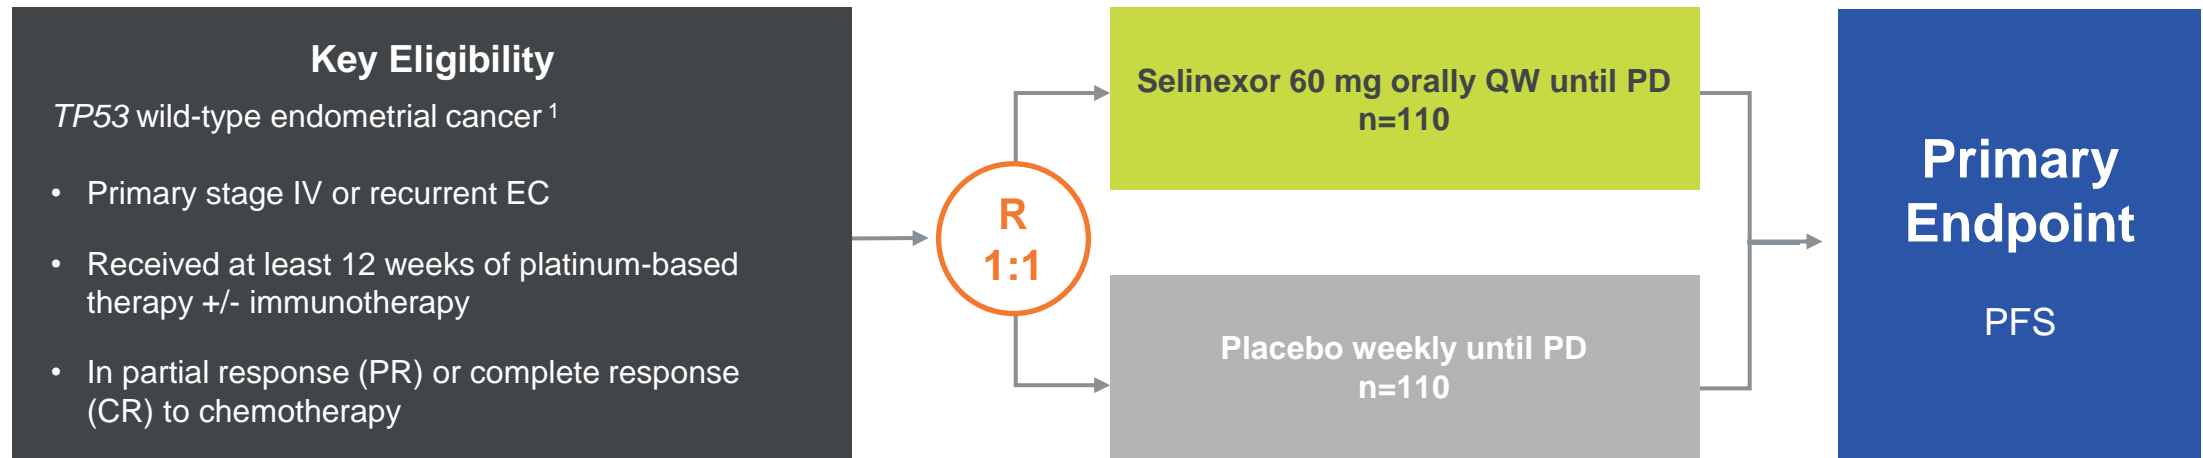 Key Eligibility
TP53 wild-type endometrial cancer 1
• Primary stage IV or recurrent EC
• Received at least 12 weeks of platinum-based
therapy +/- immunotherapy
• In partial response (PR) or complete response
(CR) to chemotherapy
R
1:1
Selinexor 60 mg orally QW until PD
n=110
Placebo weekly until PD
n=110
Primary
Endpoint
PFS